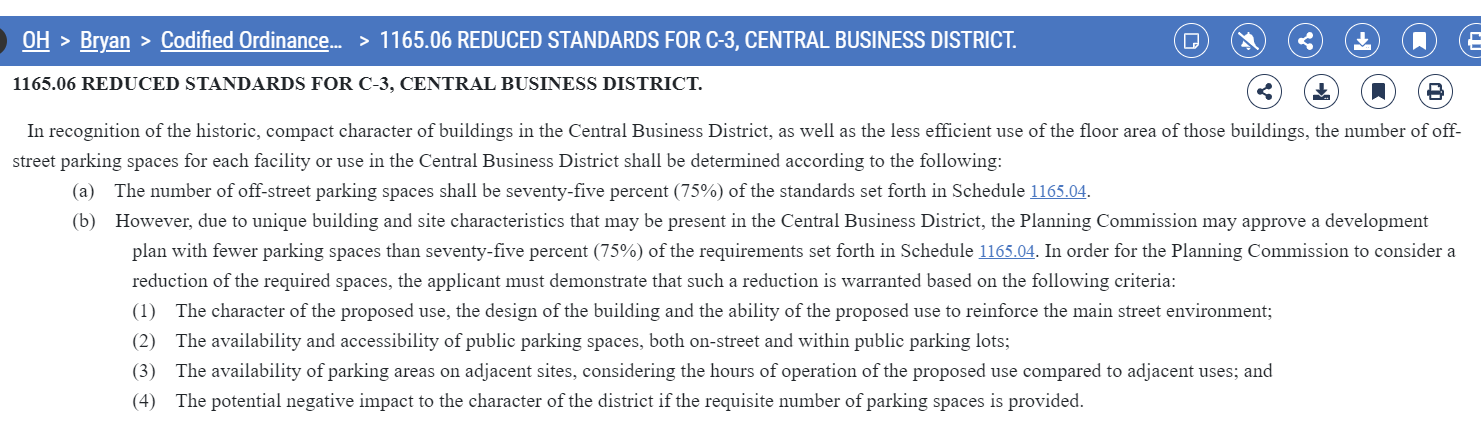 OH > Bryan > Codified Ordinance... > 1165.06 REDUCED STANDARDS FOR C-3, CENTRAL BUSINESS DISTRICT.
1165.06 REDUCED STANDARDS FOR C-3, CENTRAL BUSINESS DISTRICT.
In recognition of the historic, compact character of buildings in the Central Business District, as well as the less efficient use of the floor area of those buildings, the number of off-
street parking spaces for each facility or use in the Central Business District shall be determined according to the following:
(a) The number of off-street parking spaces shall be seventy-five percent (75%) of the standards set forth in Schedule 1165.04.
(b) However, due to unique building and site characteristics that may be present in the Central Business District, the Planning Commission may approve a development
plan with fewer parking spaces than seventy-five percent (75%) of the requirements set forth in Schedule 1165.04. In order for the Planning Commission to consider a
reduction of the required spaces, the applicant must demonstrate that such a reduction is warranted based on the following criteria:
(1) The character of the proposed use, the design of the building and the ability of the proposed use to reinforce the main street environment;
(2) The availability and accessibility of public parking spaces, both on-street and within public parking lots;
(3) The availability of parking areas on adjacent sites, considering the hours of operation of the proposed use compared to adjacent uses; and
(4) The potential negative impact to the character of the district if the requisite number of parking spaces is provided.